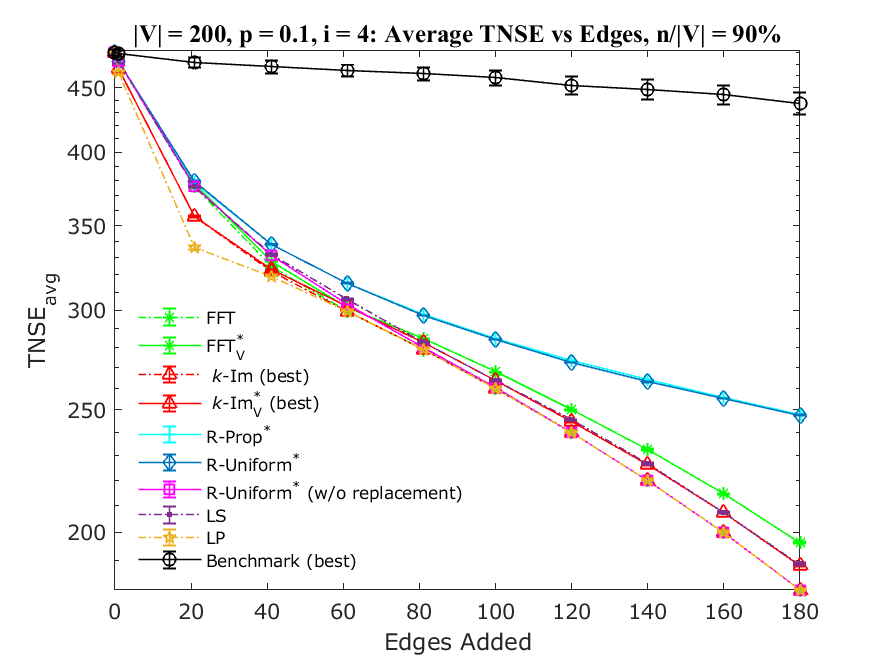 |V| = 200, p = 0.1, i = 4: Average TNSE vs Edges, n/|V| = 90%
TNSE_avg
450
400
350
300
250
200
FFT
FFT*_V
k-Im (best)
k-Im*_V (best)
R-Prop*
R-Uniform*
R-Uniform* (w/o replacement)
LS
LP
Benchmark (best)
0 20 40 60 80 100 120 140 160 180
Edges Added